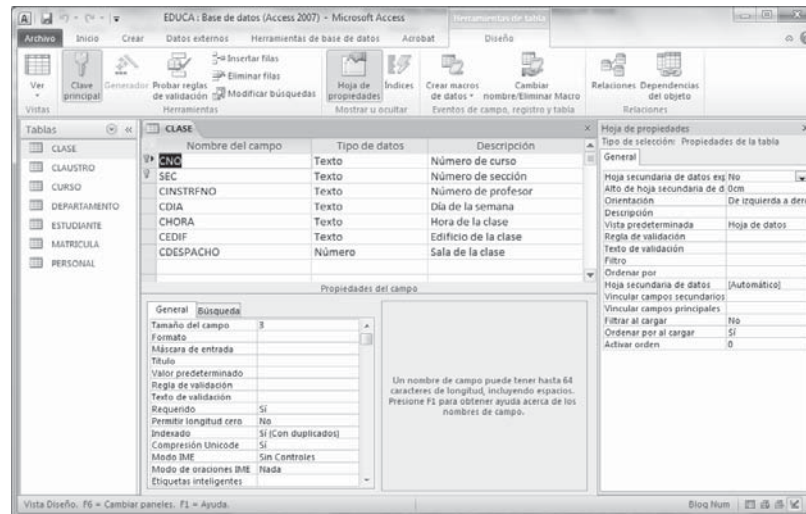 EDUCA : Base de datos (Access 2007) - Microsoft Access
Herramientas de tabla
Archivo Inicio Crear Datos externos Herramientas de base de datos Acrobat Diseño
Ver
Clave principal
Generador
Probar reglas de validación
Insertar filas
Eliminar filas
Modificar búsquedas
Hoja de propiedades
Índices
Crear macros de datos
Cambiar nombre/Eliminar Macro
Relaciones
Dependencias del objeto
Vistas Herramientas Mostrar u ocultar Eventos de campo, registro y tabla Relaciones
Tablas
CLASE
CLAUSTRO
CURSO
DEPARTAMENTO
ESTUDIANTE
MATRICULA
PERSONAL
CLASE
Nombre del campo Tipo de datos Descripción
CNO Texto Número de curso
SEC Texto Número de sección
CINSTRFNO Texto Número de profesor
CDIA Texto Día de la semana
CHORA Texto Hora de la clase
CEDIF Texto Edificio de la clase
CDESPACHO Número Sala de la clase
Propiedades del campo
General Búsqueda
Tamaño del campo 3
Formato
Máscara de entrada
Título
Valor predeterminado
Regla de validación
Texto de validación
Requerido Sí
Permitir longitud cero No
Indexado Sí (Con duplicados)
Compresión Unicode Sí
Modo IME Sin Controles
Modo de oraciones IME Nada
Etiquetas inteligentes
Un nombre de campo puede tener hasta 64
caracteres de longitud, incluyendo espacios.
Presione F1 para obtener ayuda acerca de los
nombres de campo.
Hoja de propiedades
Tipo de selección: Propiedades de la tabla
General
Hoja secundaria de datos exp No
Alto de hoja secundaria de d 0cm
Orientación De izquierda a dere
Descripción
Vista predeterminada Hoja de datos
Regla de validación
Texto de validación
Filtro
Ordenar por
Hoja secundaria de datos [Automático]
Vincular campos secundarios
Vincular campos principales
Filtrar al cargar No
Ordenar por al cargar Sí
Activar orden 0
Vista Diseño. F6 = Cambiar paneles. F1 = Ayuda.
Bloq Num